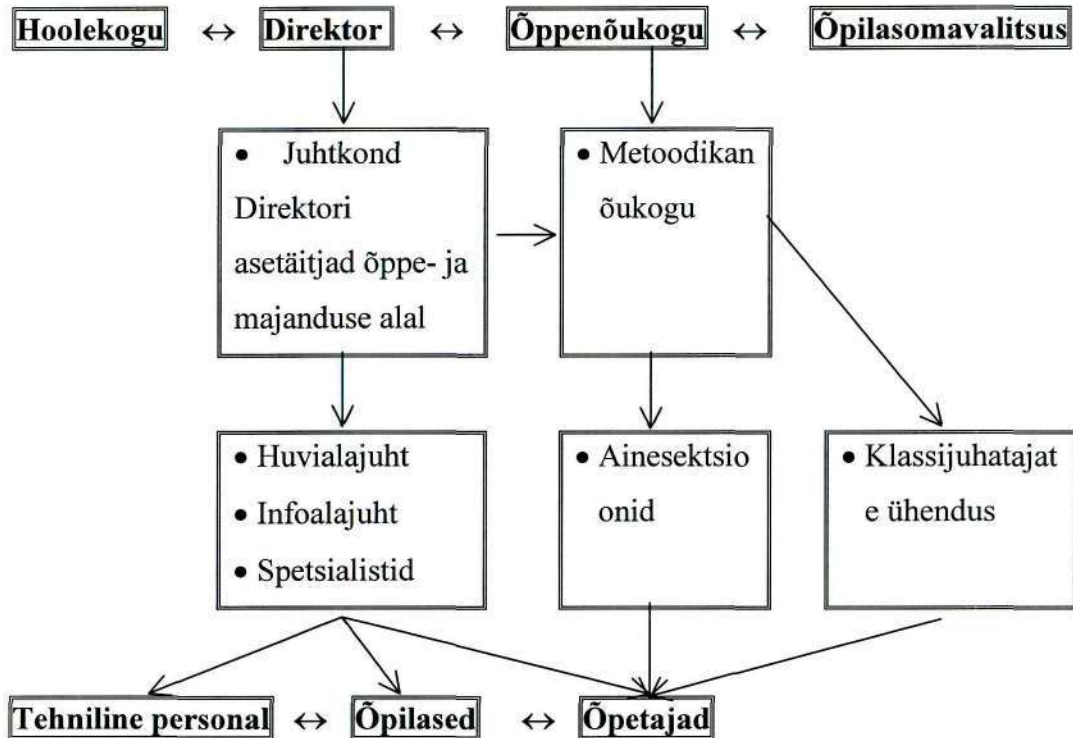 Hoolekogu ↔ Direktor ↔ Õppenõukogu ↔ Õpilasomavalitsus
• Juhtkond
Direktori
asetäitjad õppe- ja
majanduse alal
• Metoodikan
õukogu
• Huvialajuht
• Infoalajuht
• Spetsialistid
• Ainesektsio
onid
• Klassijuhatajat
e ühendus
Tehniline personal ↔ Õpilased ↔ Õpetajad